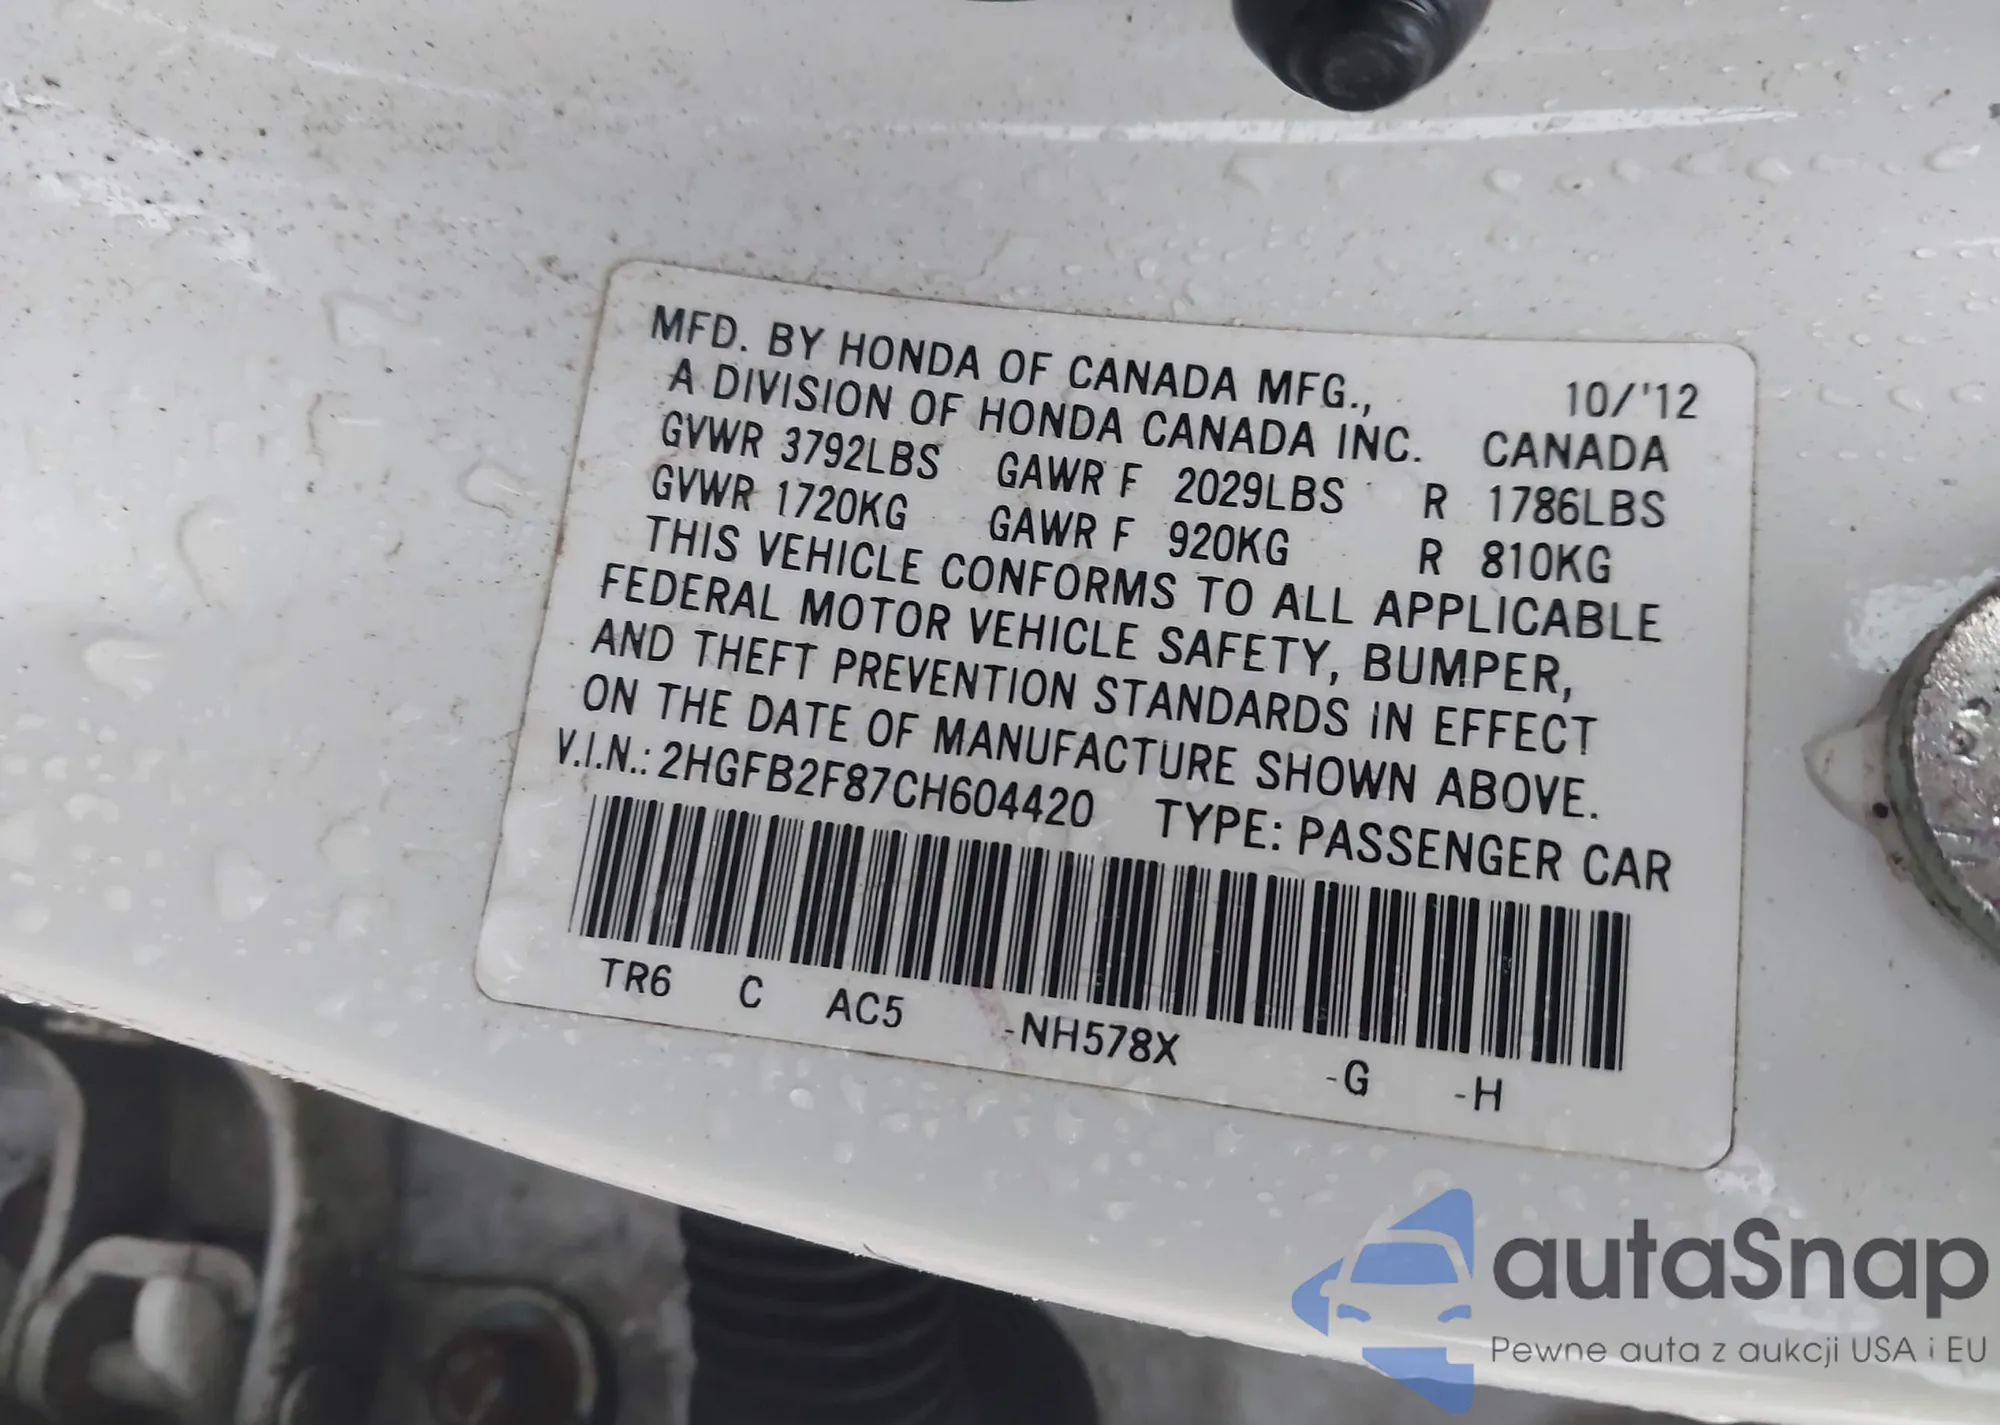 MFD. BY HONDA OF CANADA MFG., 10/'12
A DIVISION OF HONDA CANADA INC. CANADA
GVWR 3792LBS GAWR F 2029LBS R 1786LBS
GVWR 1720KG GAWR F 920KG R 810KG
THIS VEHICLE CONFORMS TO ALL APPLICABLE
FEDERAL MOTOR VEHICLE SAFETY, BUMPER,
AND THEFT PREVENTION STANDARDS IN EFFECT
ON THE DATE OF MANUFACTURE SHOWN ABOVE.
V.I.N.: 2HGFB2F87CH604420 TYPE: PASSENGER CAR
TR6 C AC5 -NH578X -G -H
autaSnap
Pewne auta z aukcji USA i EU